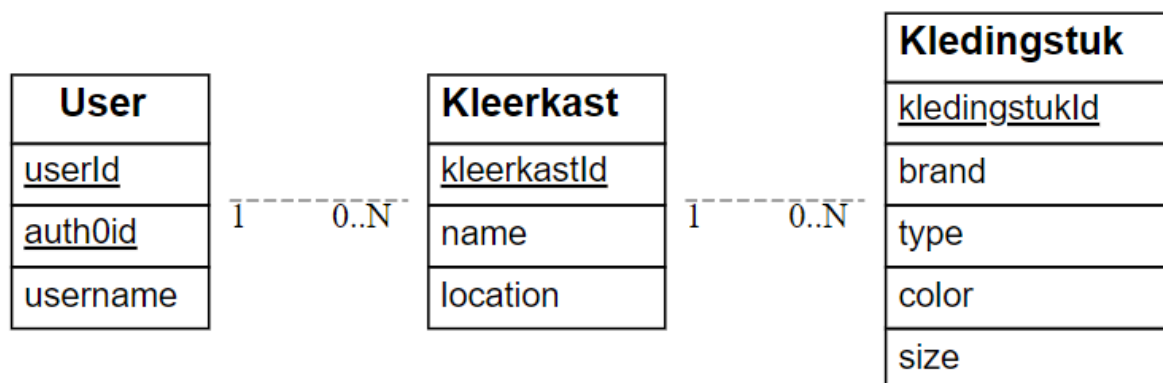 User
userId
auth0id
username
1
0..N
Kleerkast
kleerkastId
name
location
1
0..N
Kledingstuk
kledingstukId
brand
type
color
size